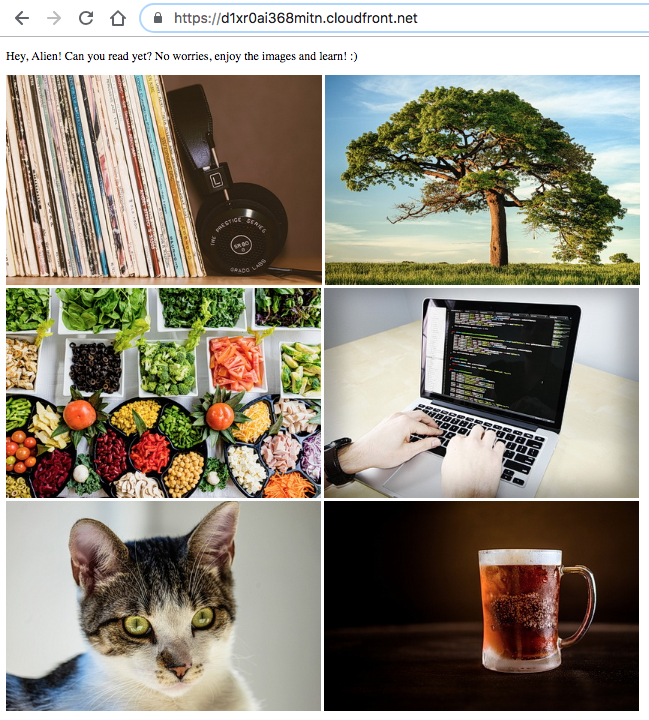 https://d1xr0ai368mitn.cloudfront.net
Hey, Alien! Can you read yet? No worries, enjoy the images and learn! :)
L
THE PRESTIGE SERIES
SR80
GRADO LABS